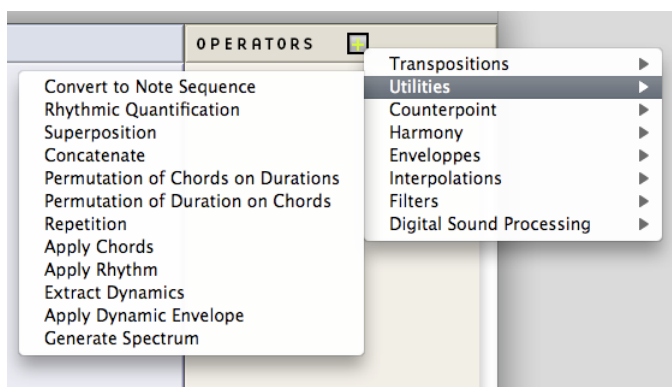 OPERATORS
Transpositions
Utilities
Counterpoint
Harmony
Enveloppes
Interpolations
Filters
Digital Sound Processing
Convert to Note Sequence
Rhythmic Quantification
Superposition
Concatenate
Permutation of Chords on Durations
Permutation of Duration on Chords
Repetition
Apply Chords
Apply Rhythm
Extract Dynamics
Apply Dynamic Envelope
Generate Spectrum